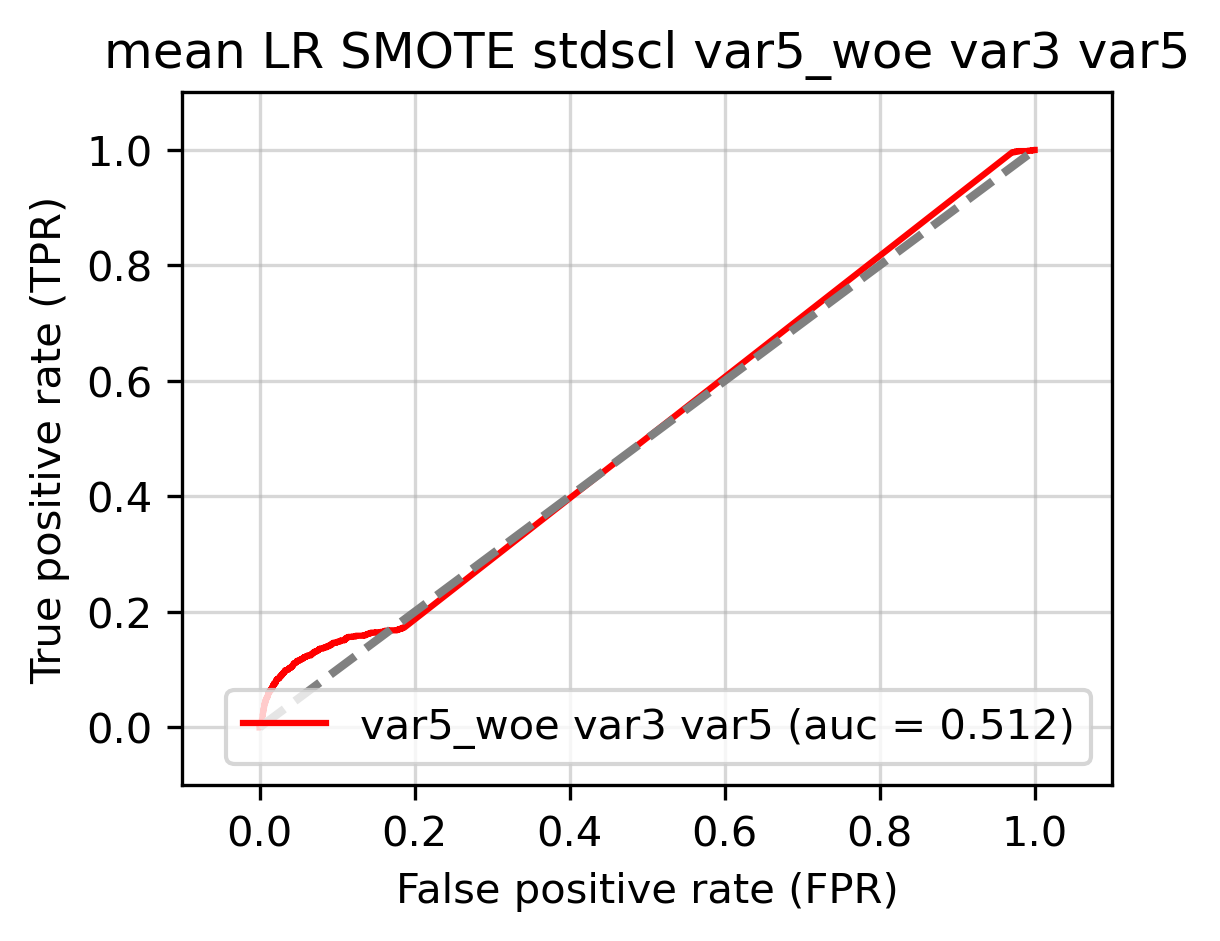 mean LR SMOTE stdscl var5_woe var3 var5
True positive rate (TPR)
1.0
0.8
0.6
0.4
0.2
0.0
var5_woe var3 var5 (auc = 0.512)
0.0 0.2 0.4 0.6 0.8 1.0
False positive rate (FPR)